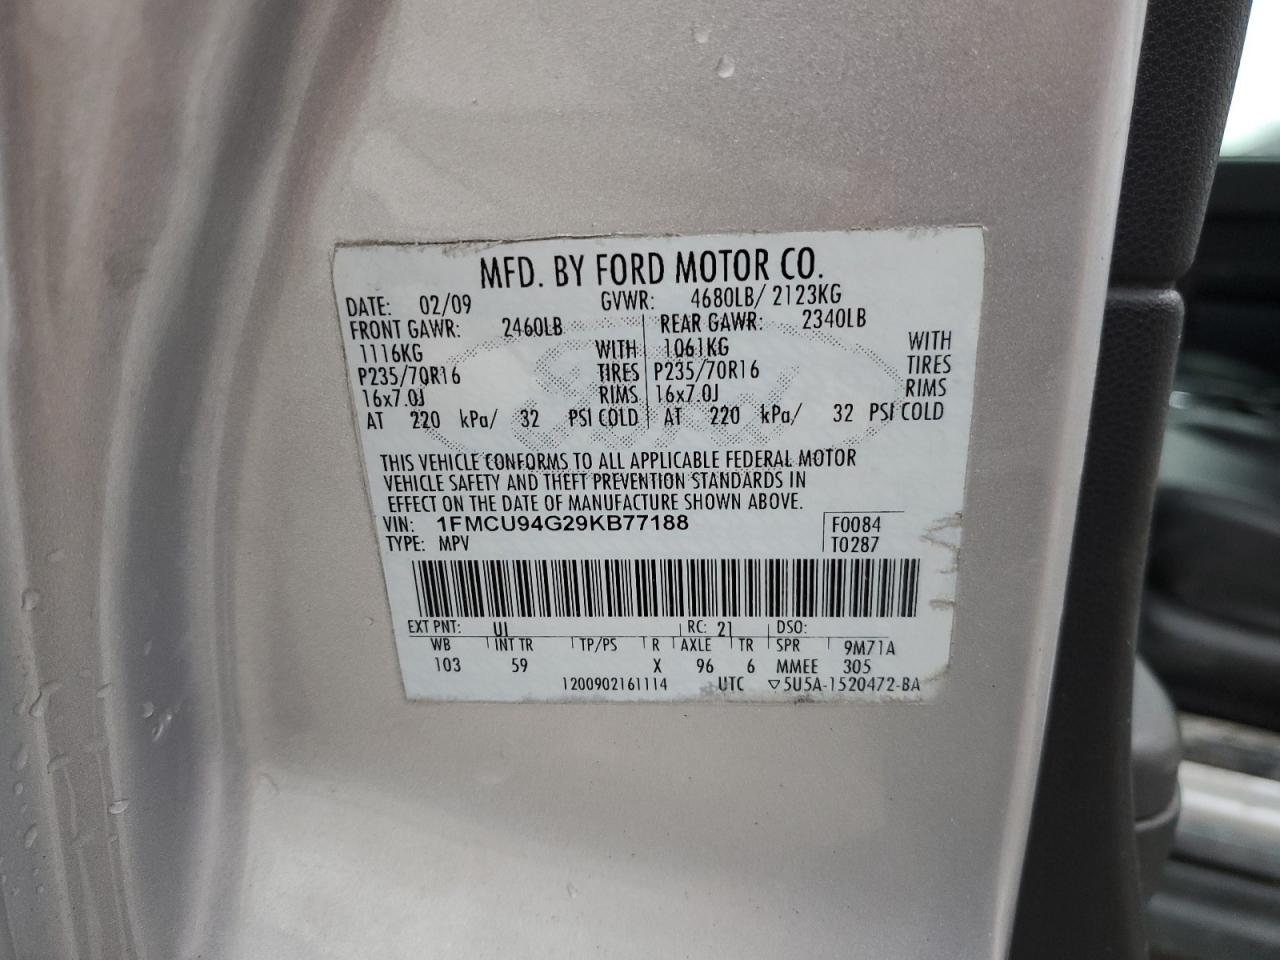 MFD. BY FORD MOTOR CO.
DATE: 02/09 GVWR: 4680LB/ 2123KG
FRONT GAWR: 2460LB REAR GAWR: 2340LB
1116KG WITH 1061KG WITH
P235/70R16 TIRES P235/70R16 TIRES
16x7.0J RIMS 16x7.0J RIMS
AT 220 kPa/ 32 PSI COLD AT 220 kPa/ 32 PSI COLD
THIS VEHICLE CONFORMS TO ALL APPLICABLE FEDERAL MOTOR
VEHICLE SAFETY AND THEFT PREVENTION STANDARDS IN
EFFECT ON THE DATE OF MANUFACTURE SHOWN ABOVE.
VIN: 1FMCU94G29KB77188 F0084
TYPE: MPV T0287
EXT PNT: UJ RC: 21 DSO:
WB INT TR TP/PS R AXLE TR SPR 9M71A
103 59 X 96 6 MMEE 305
1200902161114 UTC ▽5U5A-1520472-BA